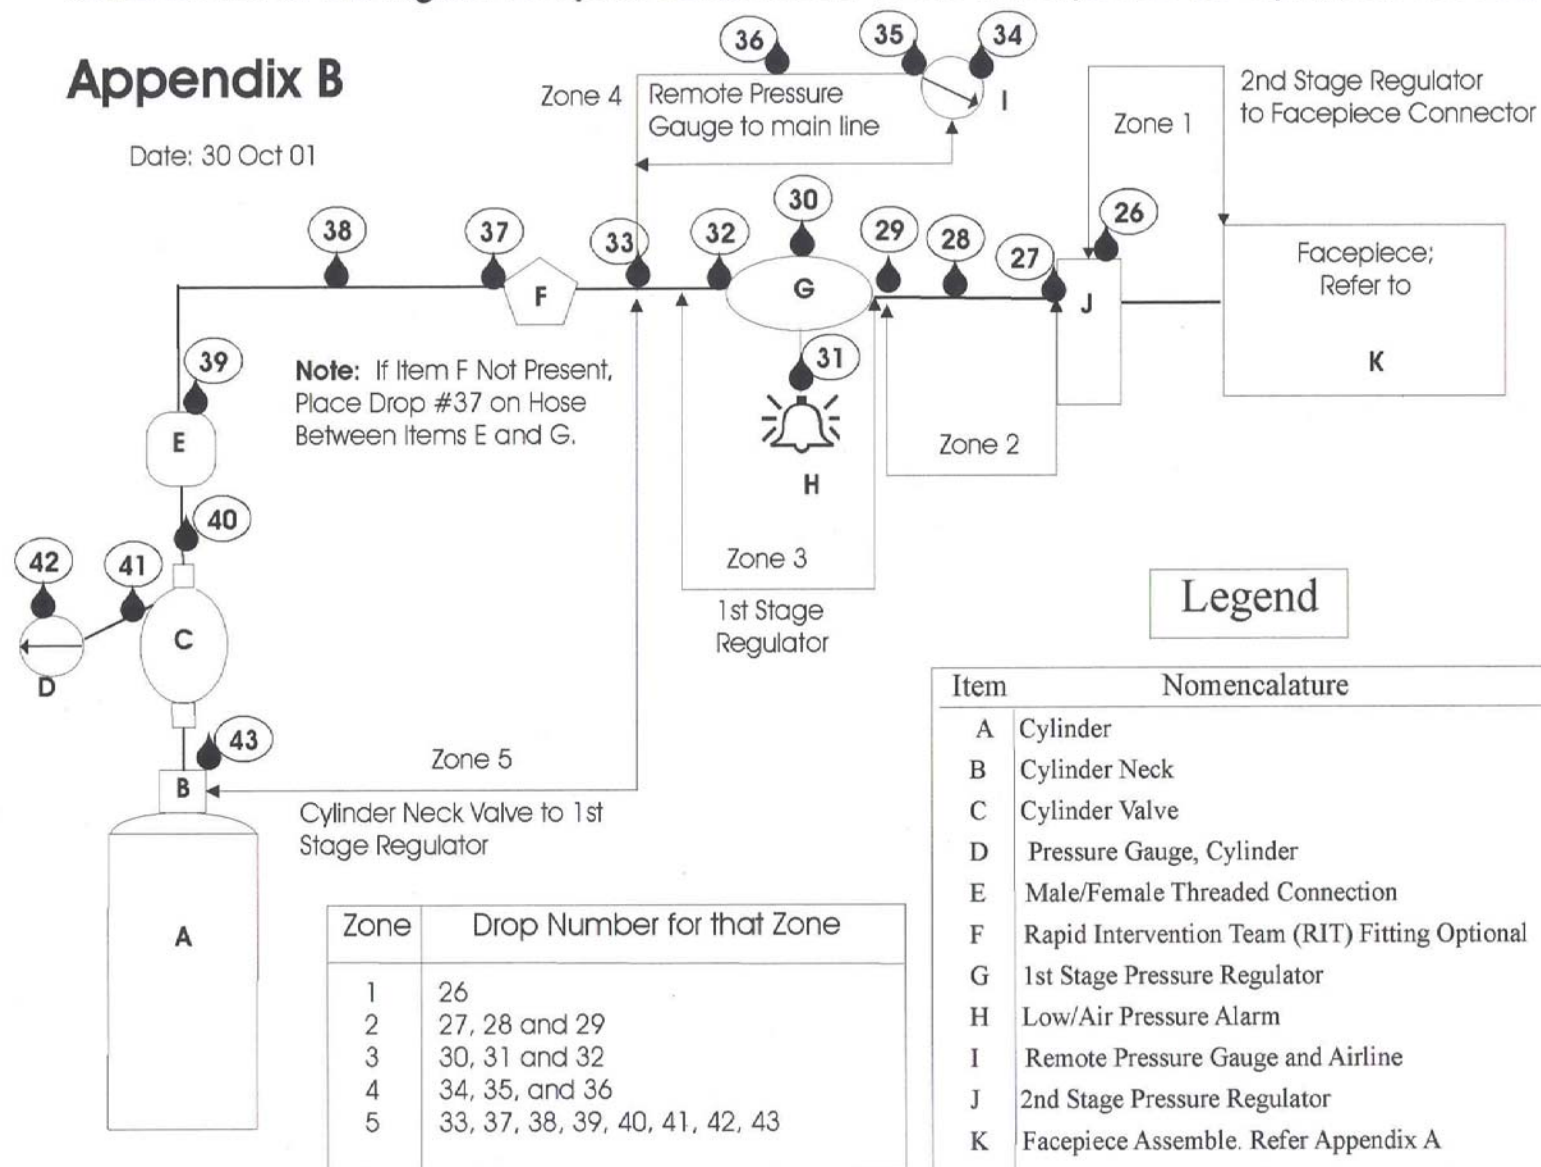 Appendix B
Date: 30 Oct 01
36
35
34
Zone 4
Remote Pressure
Gauge to main line
I
Zone 1
2nd Stage Regulator
to Facepiece Connector
38
37
33
32
30
29
28
27
26
F
G
J
Facepiece;
Refer to
K
31
H
39
E
Note: If Item F Not Present,
Place Drop #37 on Hose
Between Items E and G.
Zone 2
40
42
41
C
D
Zone 3
1st Stage
Regulator
43
B
Zone 5
Cylinder Neck Valve to 1st
Stage Regulator
A
Zone Drop Number for that Zone
1 26
2 27, 28 and 29
3 30, 31 and 32
4 34, 35, and 36
5 33, 37, 38, 39, 40, 41, 42, 43
Legend
Item Nomencalature
A Cylinder
B Cylinder Neck
C Cylinder Valve
D Pressure Gauge, Cylinder
E Male/Female Threaded Connection
F Rapid Intervention Team (RIT) Fitting Optional
G 1st Stage Pressure Regulator
H Low/Air Pressure Alarm
I Remote Pressure Gauge and Airline
J 2nd Stage Pressure Regulator
K Facepiece Assemble. Refer Appendix A